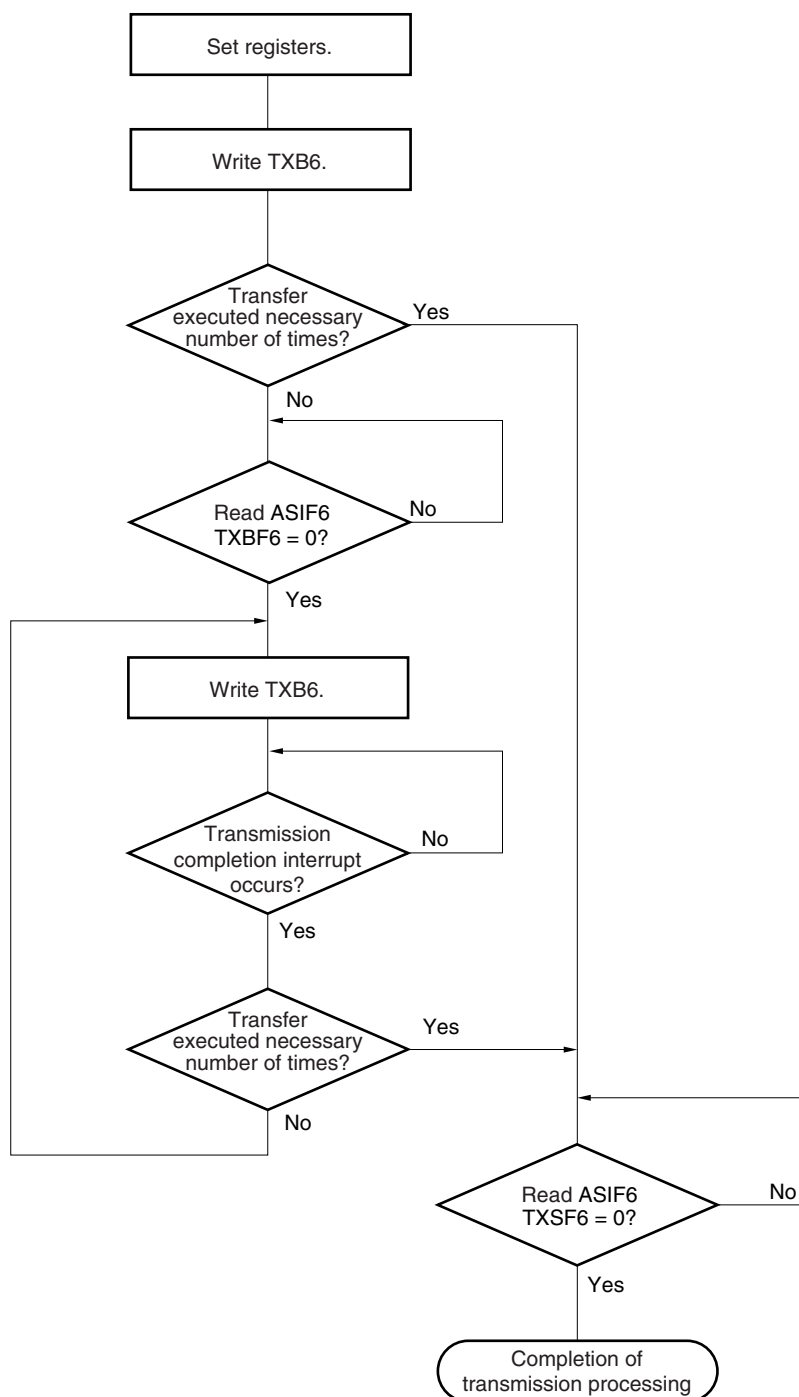 Set registers.
Write TXB6.
Transfer
executed necessary
number of times?
Yes
No
Read ASIF6
TXBF6 = 0?
No
Yes
Write TXB6.
Transmission
completion interrupt
occurs?
No
Yes
Transfer
executed necessary
number of times?
Yes
No
Read ASIF6
TXSF6 = 0?
No
Yes
Completion of
transmission processing